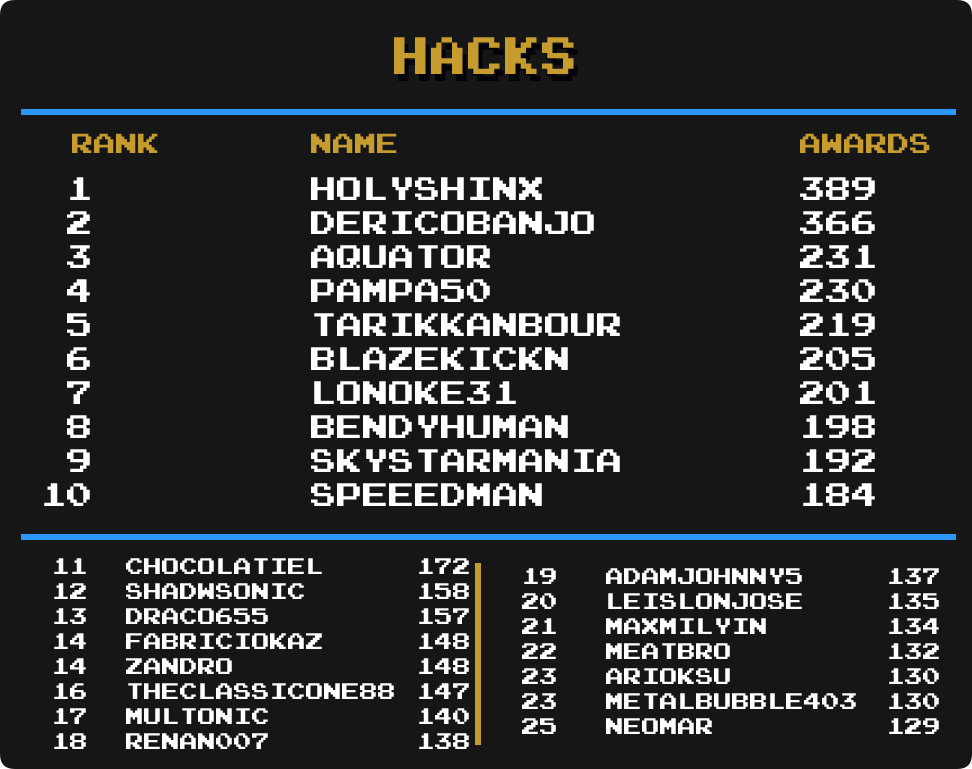 HACKS
RANK NAME AWARDS
1 HOLYSHINX 389
2 DERICOBANJO 366
3 AQUATOR 231
4 PAMPA50 230
5 TARIKKANBOUR 219
6 BLAZEKICKN 205
7 LONOKE31 201
8 BENDYHUMAN 198
9 SKYSTARMANIA 192
10 SPEEEDMAN 184
11 CHOCOLATIEL 172
12 SHADWSONIC 158
13 DRACO655 157
14 FABRICIOKAZ 148
14 ZANDRO 148
16 THECLASSICONE88 147
17 MULTONIC 140
18 RENAN007 138
19 ADAMJOHNNY5 137
20 LEISLONJOSE 135
21 MAXMILYIN 134
22 MEATBRO 132
23 ARIOKSU 130
23 METALBUBBLE403 130
25 NEOMAR 129